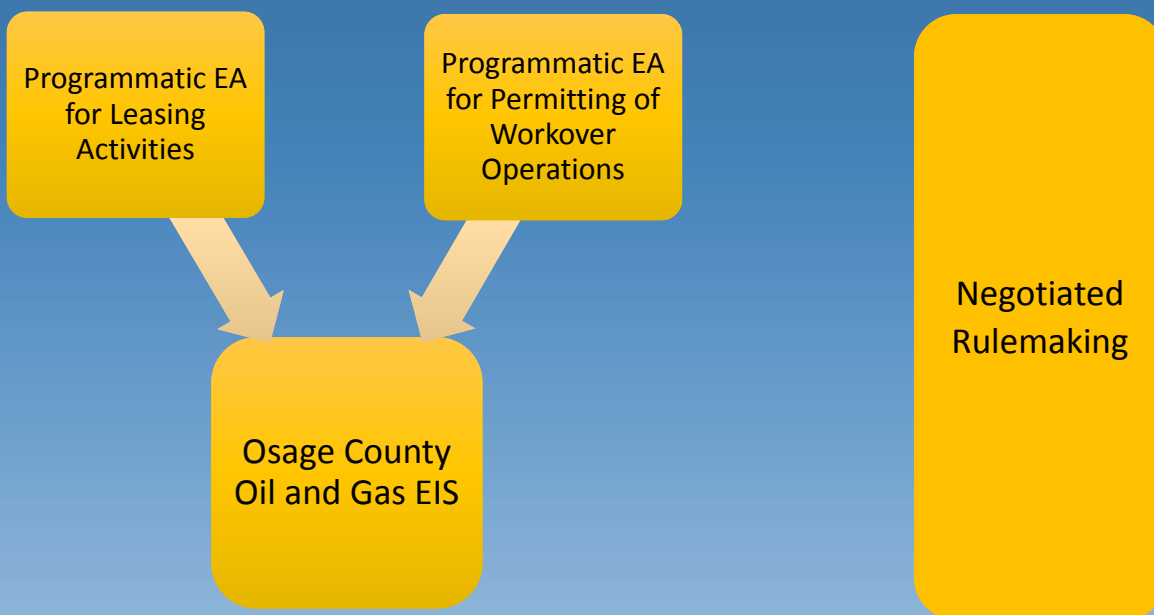 Programmatic EA
for Leasing
Activities
Programmatic EA
for Permitting of
Workover
Operations
Osage County
Oil and Gas EIS
Negotiated
Rulemaking